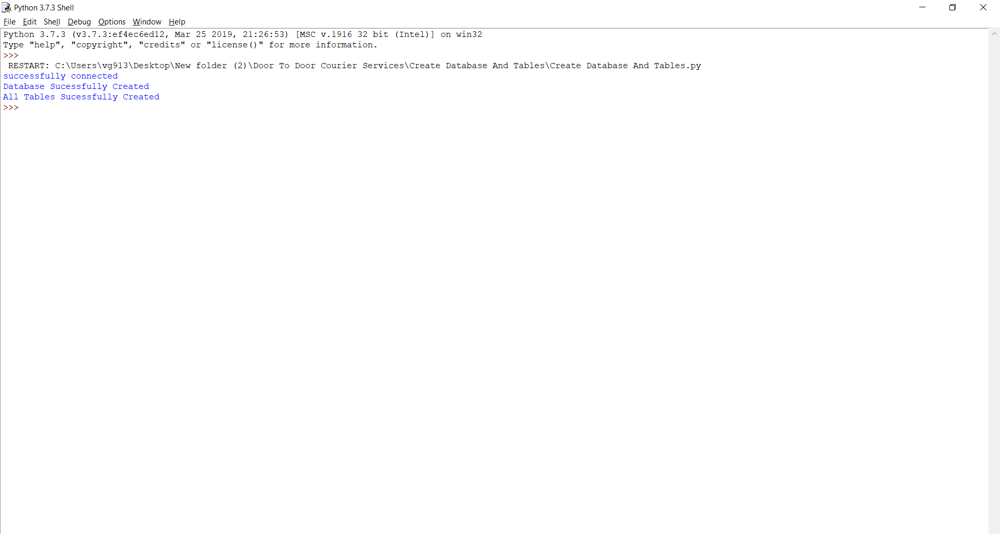 Python 3.7.3 Shell
File Edit Shell Debug Options Window Help
Python 3.7.3 (v3.7.3:ef4ec6ed12, Mar 25 2019, 21:26:53) [MSC v.1916 32 bit (Intel)] on win32
Type "help", "copyright", "credits" or "license()" for more information.
>>>
 RESTART: C:\Users\vg913\Desktop\New folder (2)\Door To Door Courier Services\Create Database And Tables\Create Database And Tables.py
successfully connected
Database Sucessfully Created
All Tables Sucessfully Created
>>>